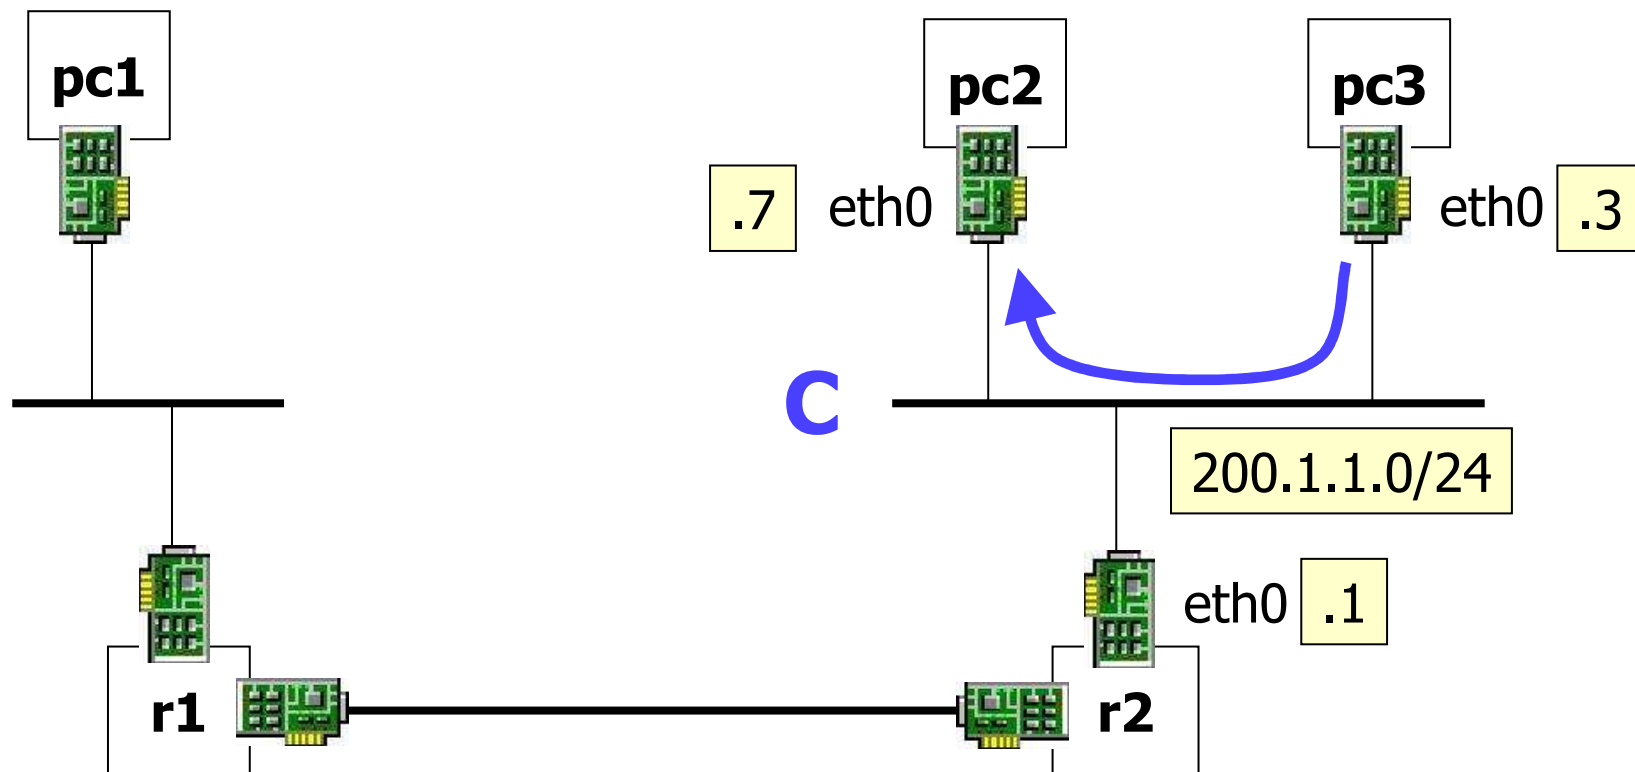 pc1
pc2
pc3
.7
eth0
eth0
.3
C
200.1.1.0/24
eth0
.1
r1
r2